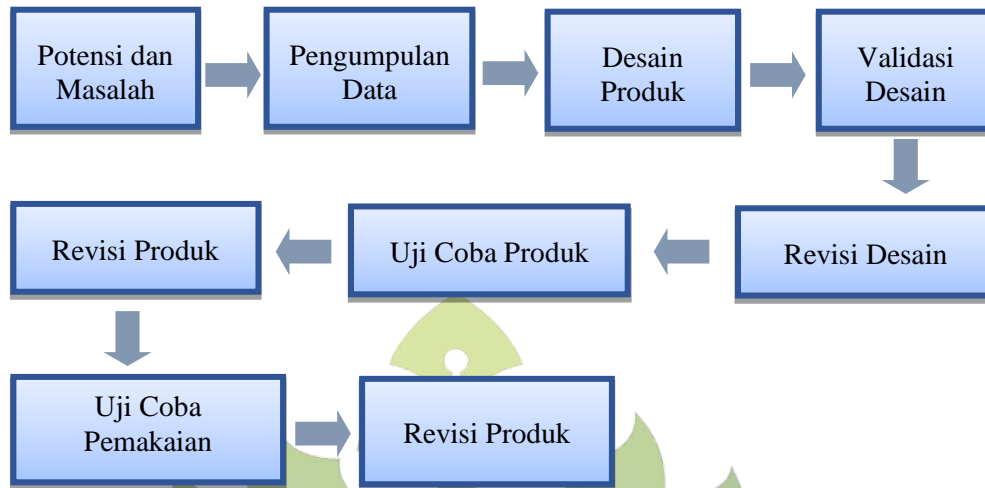 Potensi dan
Masalah
Pengumpulan
Data
Desain
Produk
Validasi
Desain
Revisi Desain
Uji Coba Produk
Revisi Produk
Uji Coba
Pemakaian
Revisi Produk